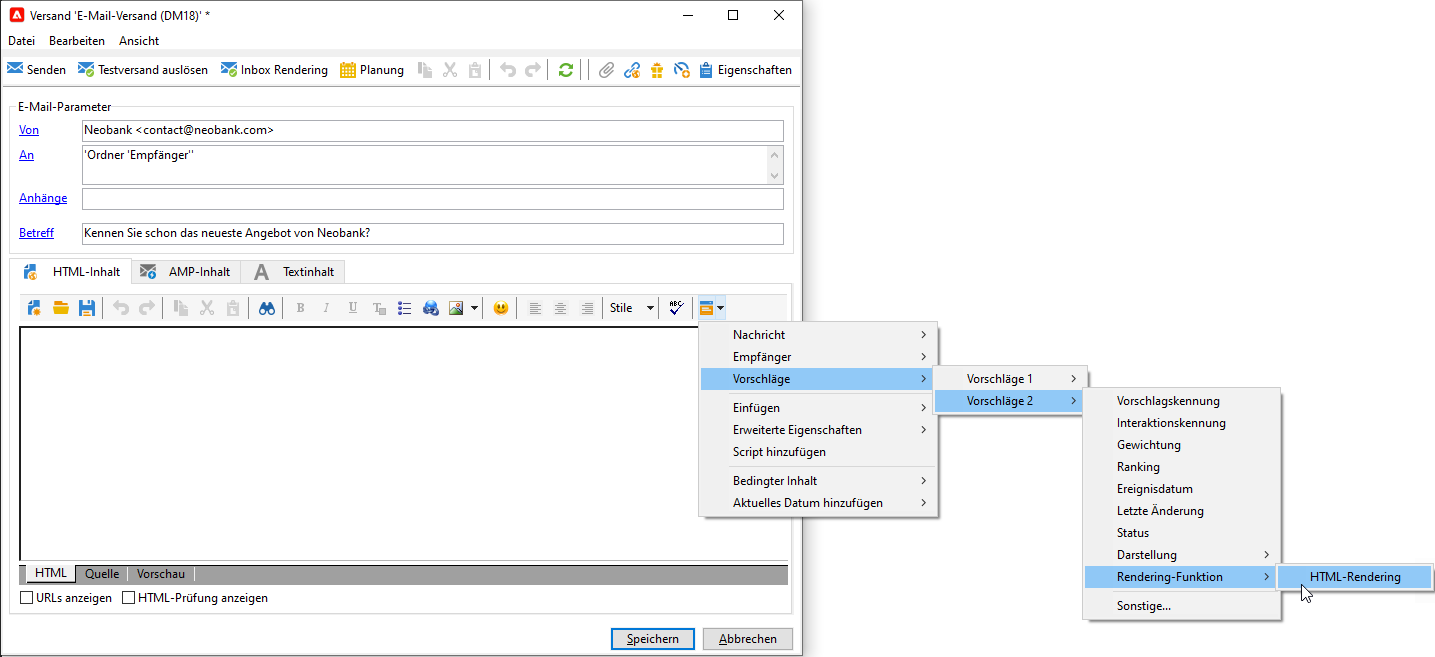 Versand 'E-Mail-Versand (DM18)' *
Datei Bearbeiten Ansicht
Senden Testversand auslösen Inbox Rendering Planung Eigenschaften
E-Mail-Parameter
Von Neobank <contact@neobank.com>
An 'Ordner 'Empfänger''
Anhänge
Betreff Kennen Sie schon das neueste Angebot von Neobank?
HTML-Inhalt AMP-Inhalt A Textinhalt
B I U T Stile ABC
Nachricht
Empfänger
Vorschläge
Einfügen
Erweiterte Eigenschaften
Script hinzufügen
Bedingter Inhalt
Aktuelles Datum hinzufügen
Vorschläge 1
Vorschläge 2
Vorschlagskennung
Interaktionskennung
Gewichtung
Ranking
Ereignisdatum
Letzte Änderung
Status
Darstellung
Rendering-Funktion
Sonstige...
HTML-Rendering
HTML Quelle Vorschau
URLs anzeigen HTML-Prüfung anzeigen
Speichern Abbrechen